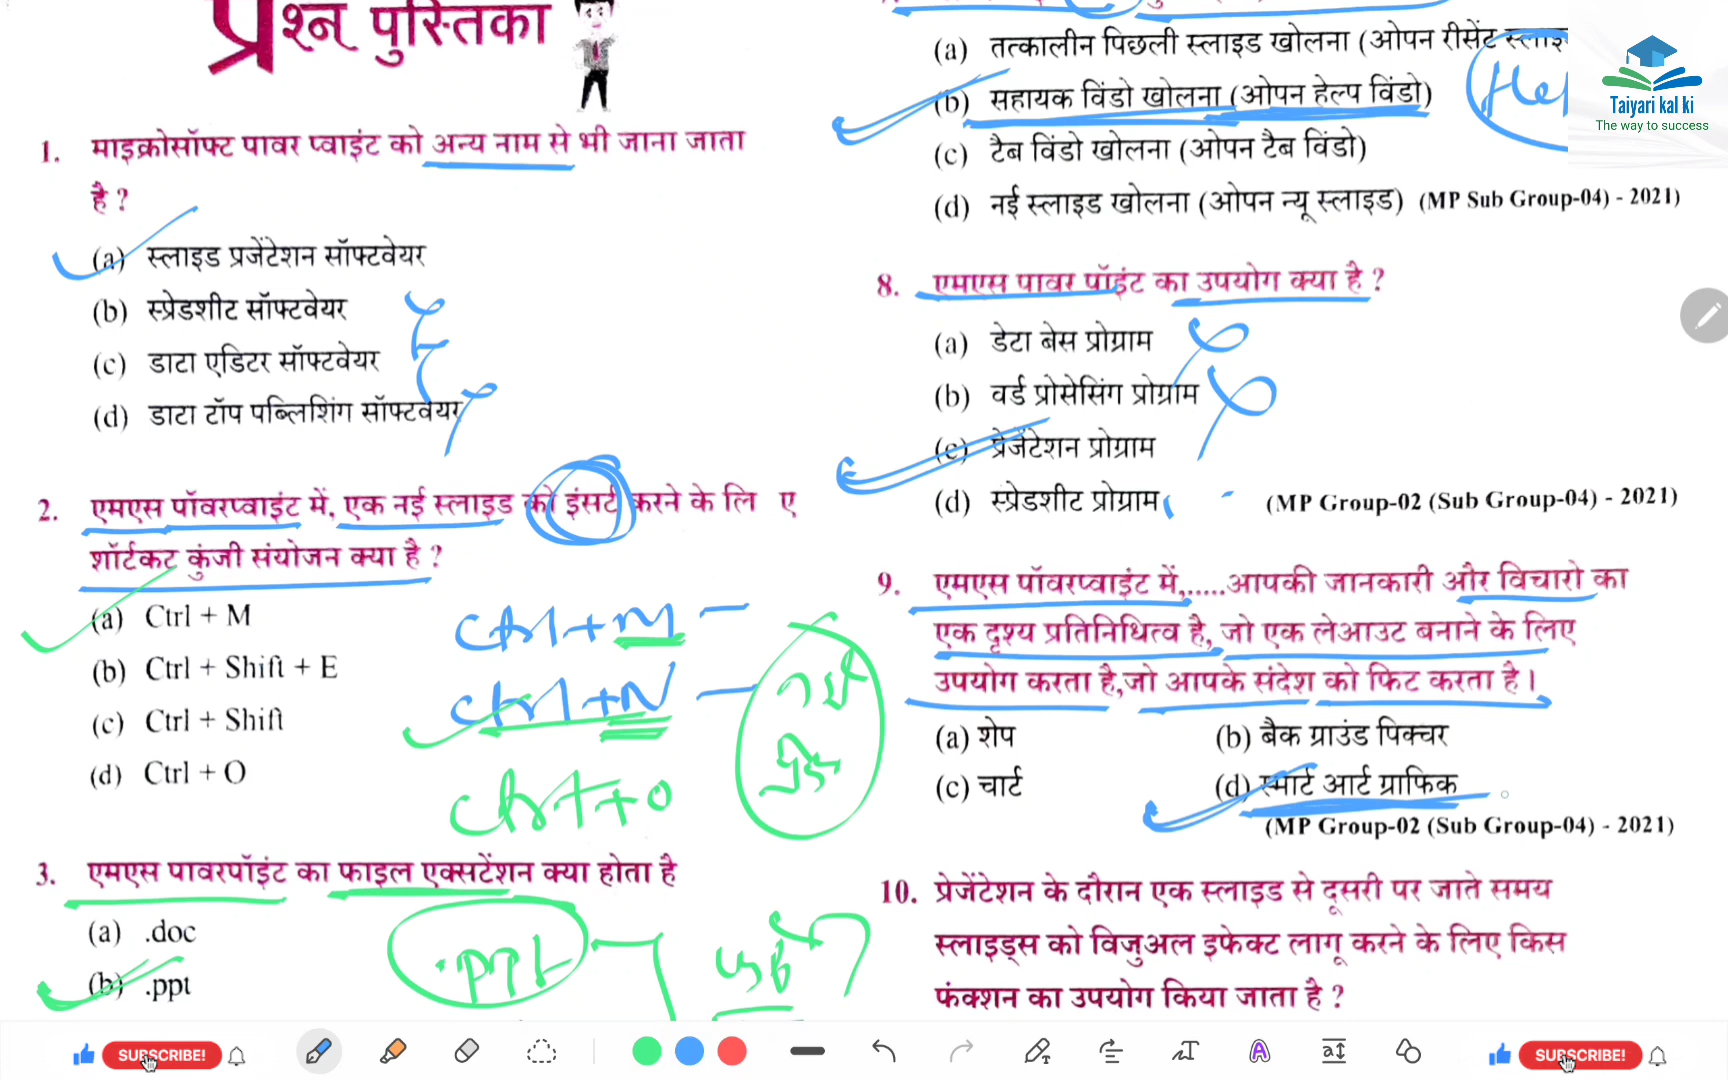 प्रश्न पुस्तिका
1. माइक्रोसॉफ्ट पावर प्वाइंट को अन्य नाम से भी जाना जाता
है ?
(a) स्लाइड प्रजेंटेशन सॉफ्टवेयर
(b) स्प्रेडशीट सॉफ्टवेयर
(c) डाटा एडिटर सॉफ्टवेयर
(d) डाटा टॉप पब्लिशिंग सॉफ्टवेयर
2. एमएस पॉवरप्वाइंट में, एक नई स्लाइड को इंसर्ट करने के लि ए
शॉर्टकट कुंजी संयोजन क्या है ?
(a) Ctrl + M
(b) Ctrl + Shift + E
(c) Ctrl + Shift
(d) Ctrl + O
ctrl+M
ctrl+N
ctrl+o
3. एमएस पावरपॉइंट का फाइल एक्सटेंशन क्या होता है
(a) .doc
(b) .ppt
.ppt
(a) तत्कालीन पिछली स्लाइड खोलना (ओपन रीसेंट स्लाइ
(b) सहायक विंडो खोलना (ओपन हेल्प विंडो)
Hel
(c) टैब विंडो खोलना (ओपन टैब विंडो)
(d) नई स्लाइड खोलना (ओपन न्यू स्लाइड) (MP Sub Group-04) - 2021)
8. एमएस पावर पॉइंट का उपयोग क्या है ?
(a) डेटा बेस प्रोग्राम
(b) वर्ड प्रोसेसिंग प्रोग्राम
(c) प्रेजेंटेशन प्रोग्राम
(d) स्प्रेडशीट प्रोग्राम (MP Group-02 (Sub Group-04) - 2021)
9. एमएस पॉवरप्वाइंट में,.....आपकी जानकारी और विचारो का
एक दृश्य प्रतिनिधित्व है, जो एक लेआउट बनाने के लिए
उपयोग करता है,जो आपके संदेश को फिट करता है।
(a) शेप (b) बैक ग्राउंड पिक्चर
(c) चार्ट (d) स्मार्ट आर्ट ग्राफिक
(MP Group-02 (Sub Group-04) - 2021)
10. प्रेजेंटेशन के दौरान एक स्लाइड से दूसरी पर जाते समय
स्लाइड्स को विजुअल इफेक्ट लागू करने के लिए किस
फंक्शन का उपयोग किया जाता है ?
Taiyari kal ki
The way to success
SUBSCRIBE!
SUBSCRIBE!